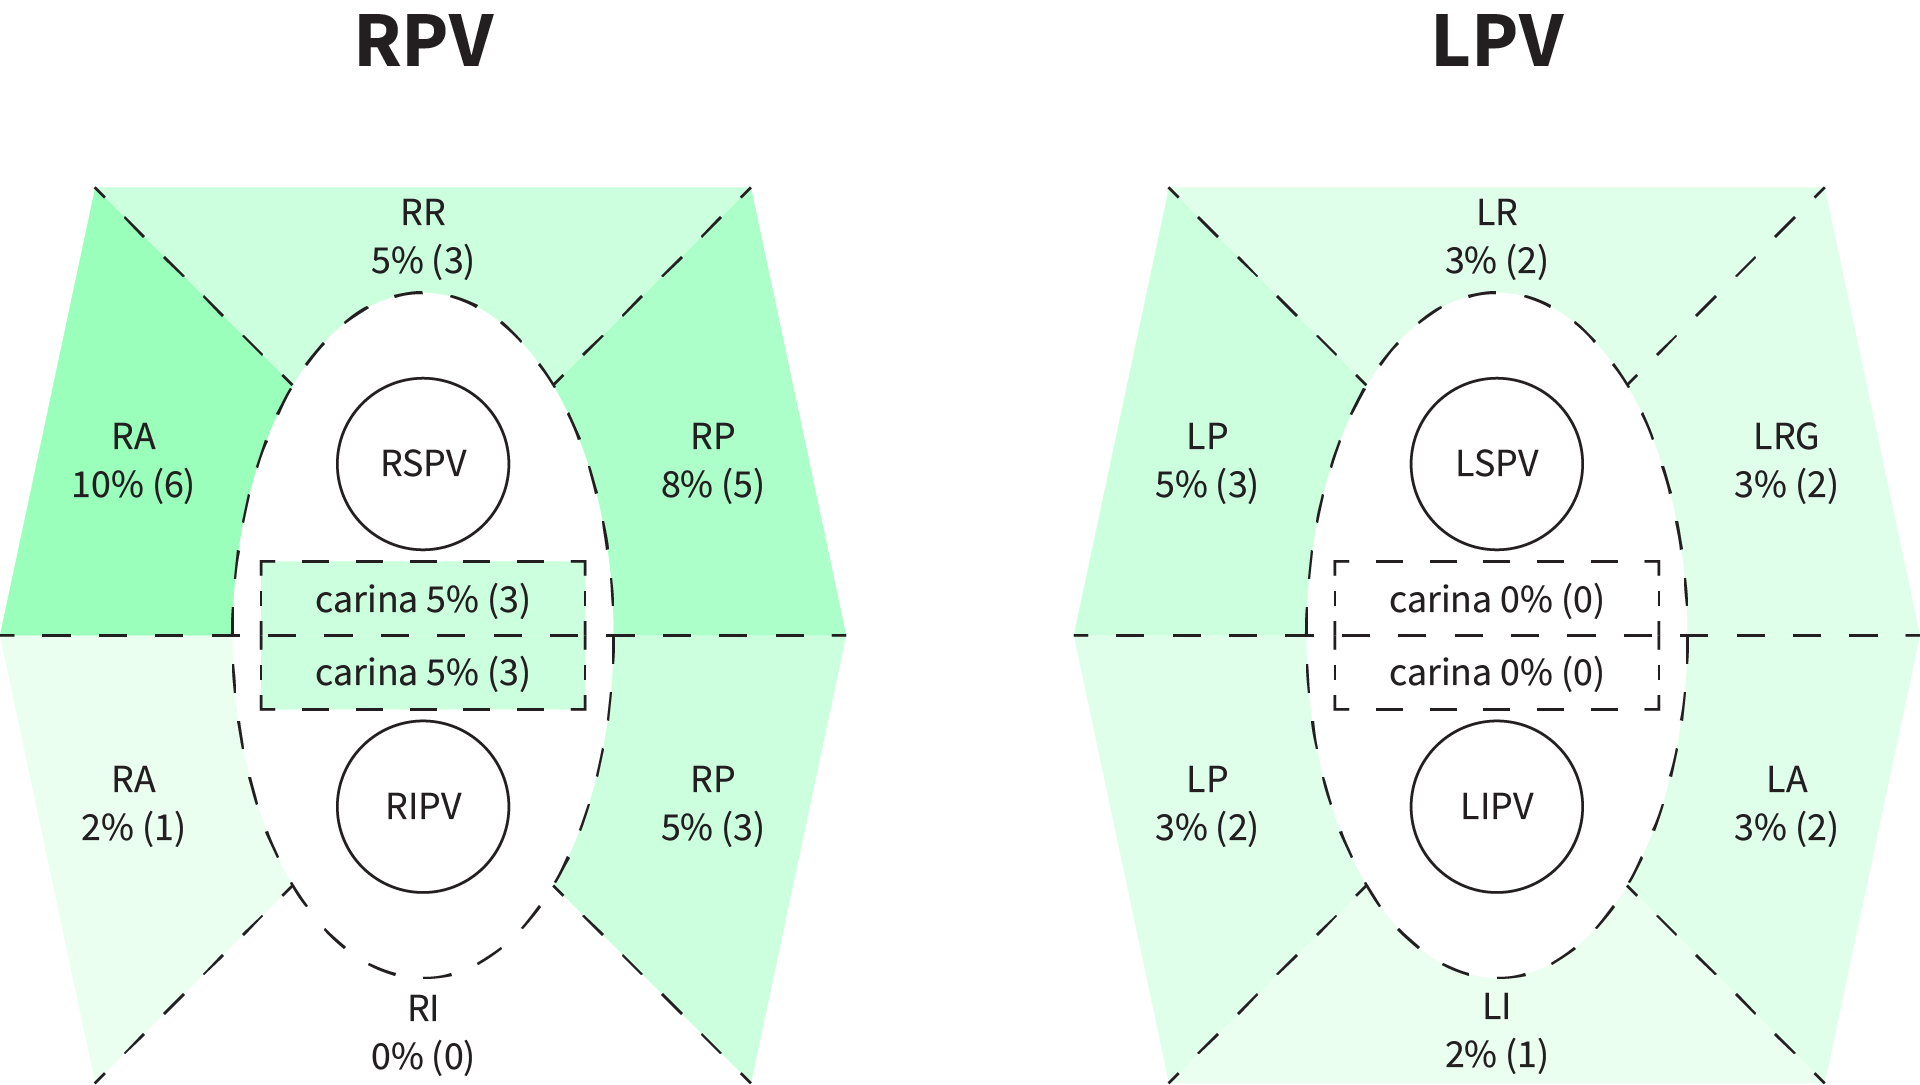 RPV
RR
5% (3)
RA
10% (6)
RSPV
RP
8% (5)
carina 5% (3)
carina 5% (3)
RA
2% (1)
RIPV
RP
5% (3)
RI
0% (0)
LPV
LR
3% (2)
LP
5% (3)
LSPV
LRG
3% (2)
carina 0% (0)
carina 0% (0)
LP
3% (2)
LIPV
LA
3% (2)
LI
2% (1)